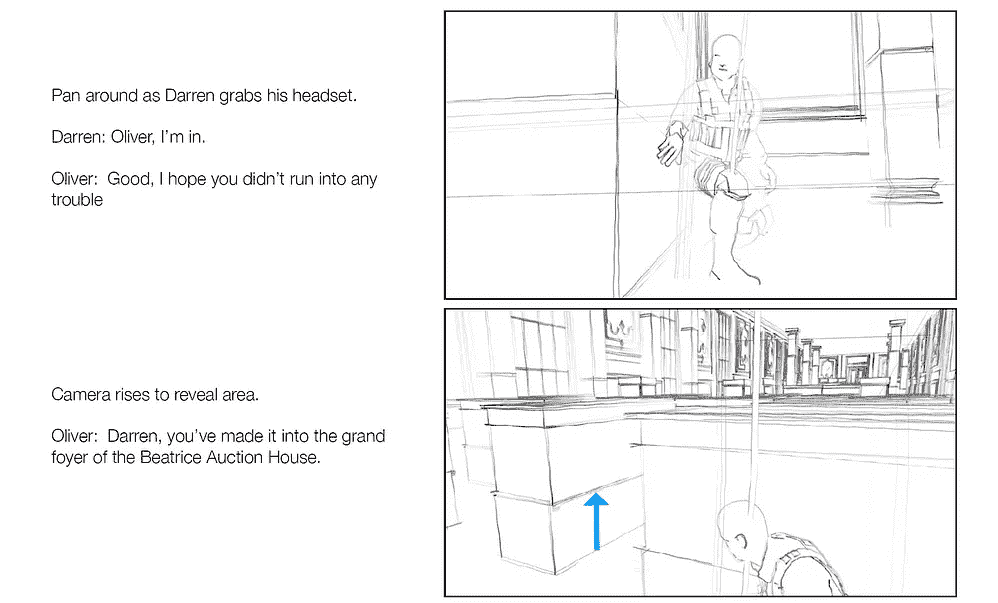 Pan around as Darren grabs his headset.
Darren: Oliver, I'm in.
Oliver:  Good, I hope you didn't run into any
trouble
Camera rises to reveal area.
Oliver:  Darren, you've made it into the grand
foyer of the Beatrice Auction House.